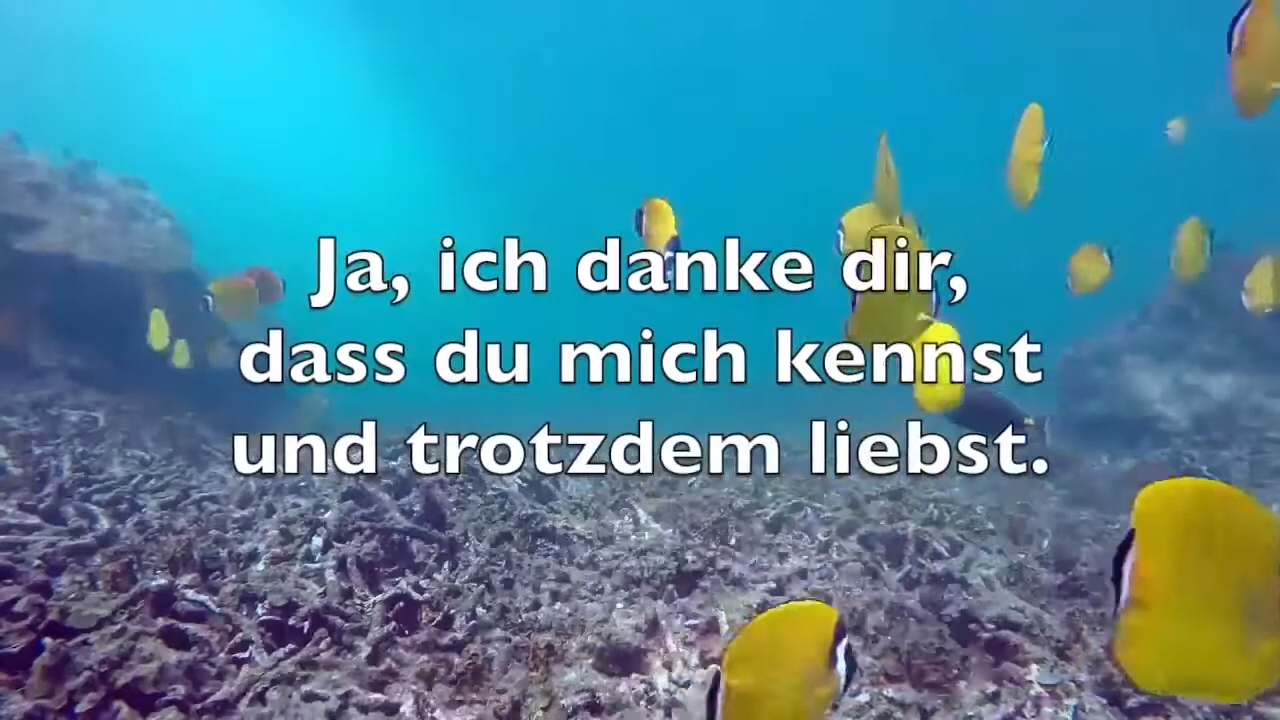 Ja, ich danke dir,
dass du mich kennst
und trotzdem liebst.